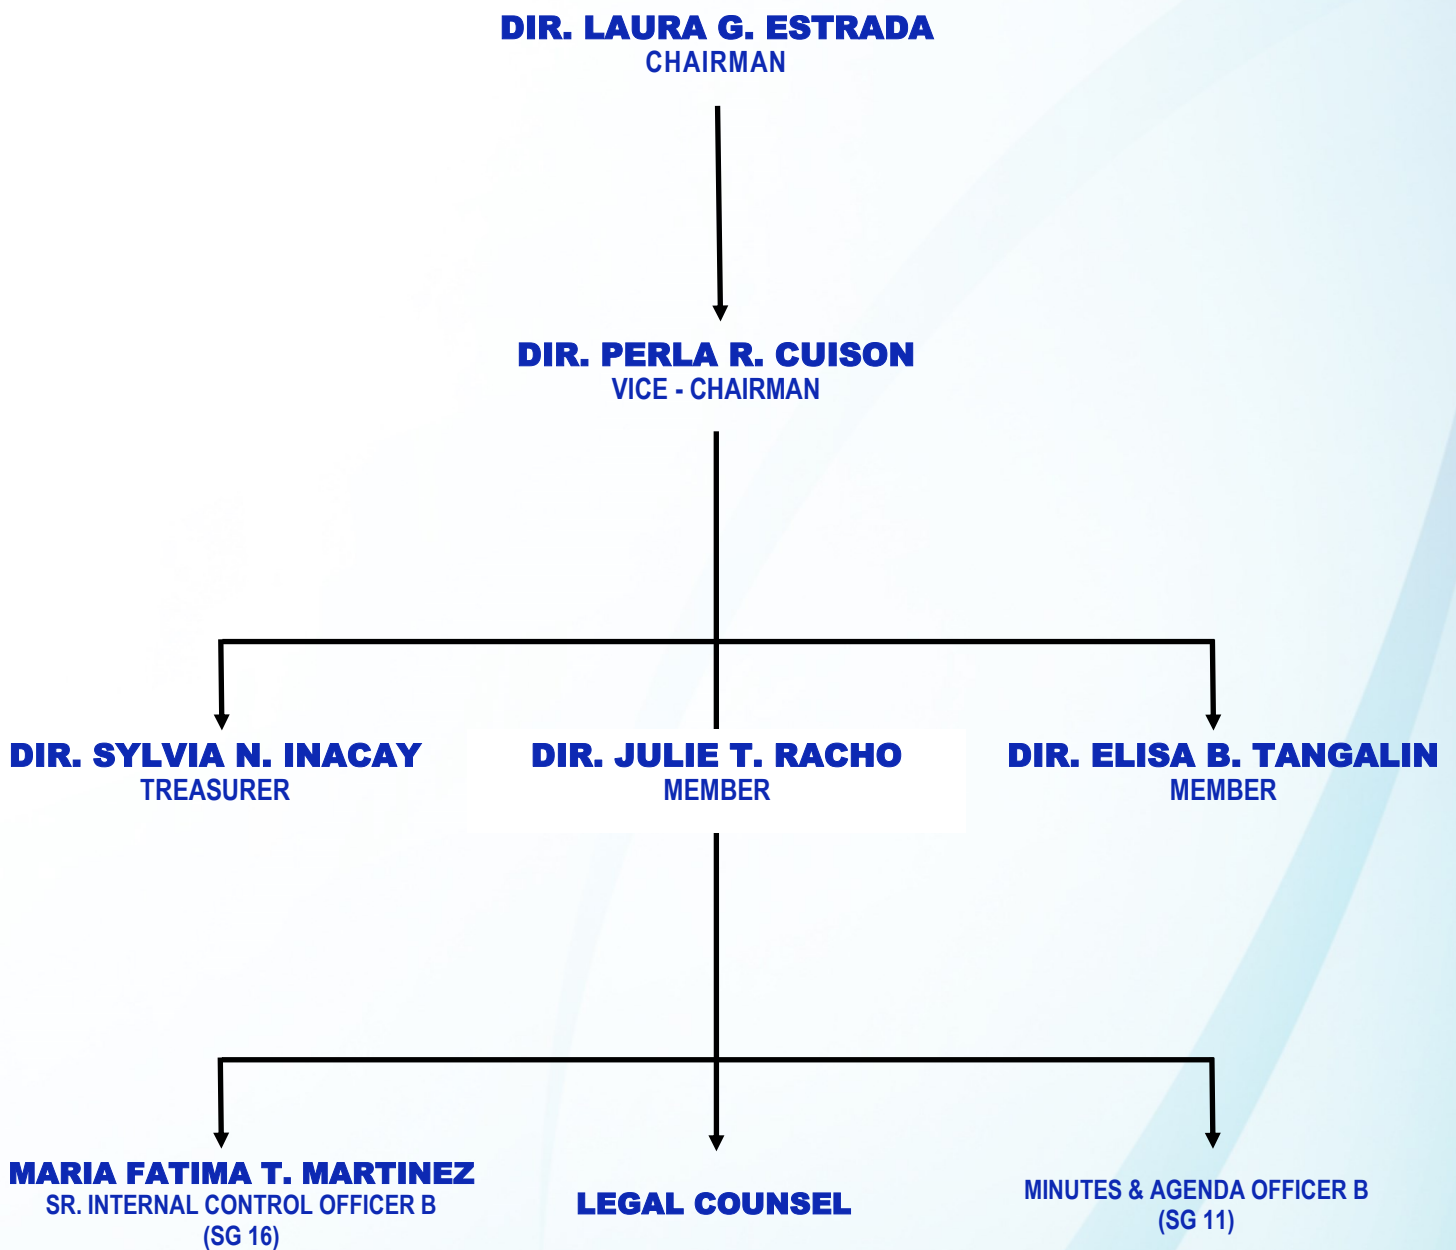 DIR. LAURA G. ESTRADA
CHAIRMAN
DIR. PERLA R. CUISON
VICE - CHAIRMAN
DIR. SYLVIA N. INACAY
TREASURER
DIR. JULIE T. RACHO
MEMBER
DIR. ELISA B. TANGALIN
MEMBER
MARIA FATIMA T. MARTINEZ
SR. INTERNAL CONTROL OFFICER B
(SG 16)
LEGAL COUNSEL
MINUTES & AGENDA OFFICER B
(SG 11)